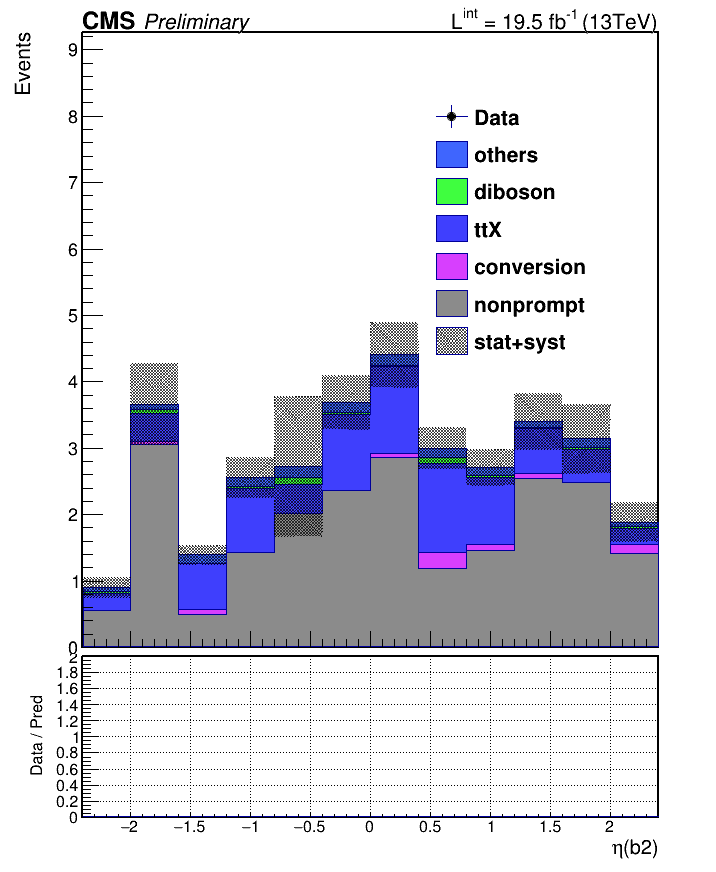 CMS Preliminary L^int = 19.5 fb^-1 (13TeV)
Events
9
8
7
6
5
4
3
2
1
0
Data
others
diboson
ttX
conversion
nonprompt
stat+syst
Data / Pred
2
1.8
1.6
1.4
1.2
1
0.8
0.6
0.4
0.2
0
−2 −1.5 −1 −0.5 0 0.5 1 1.5 2
η(b2)